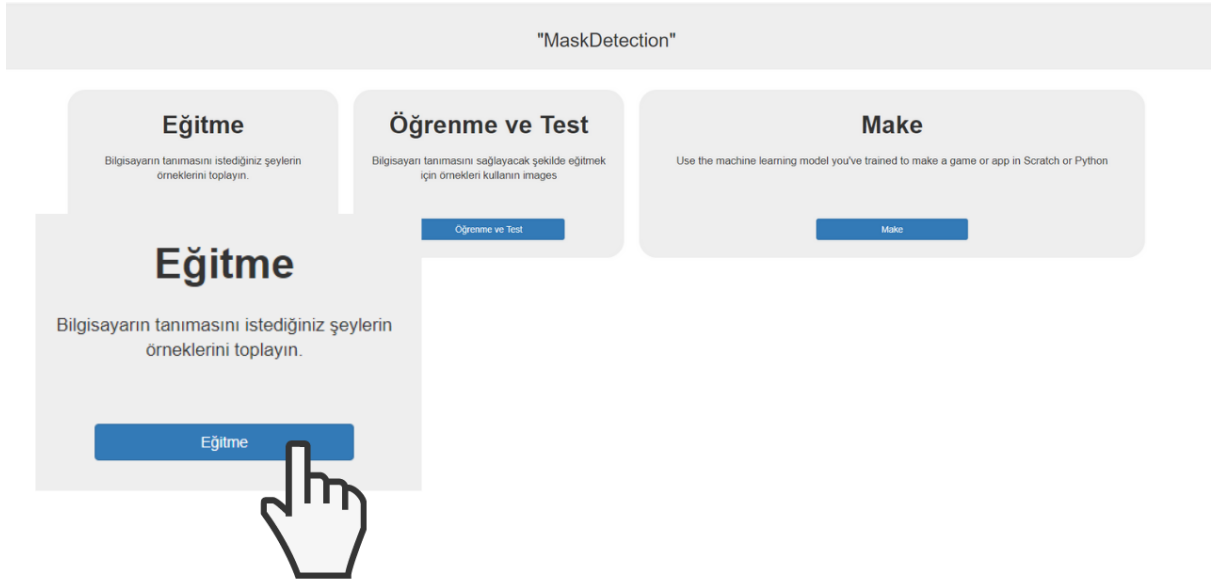 "MaskDetection"
Eğitme
Bilgisayarın tanımasını istediğiniz şeylerin
örneklerini toplayın.
Öğrenme ve Test
Bilgisayarı tanımasını sağlayacak şekilde eğitmek
için örnekleri kullanın images
Öğrenme ve Test
Make
Use the machine learning model you've trained to make a game or app in Scratch or Python
Make
Eğitme
Bilgisayarın tanımasını istediğiniz şeylerin
örneklerini toplayın.
Eğitme